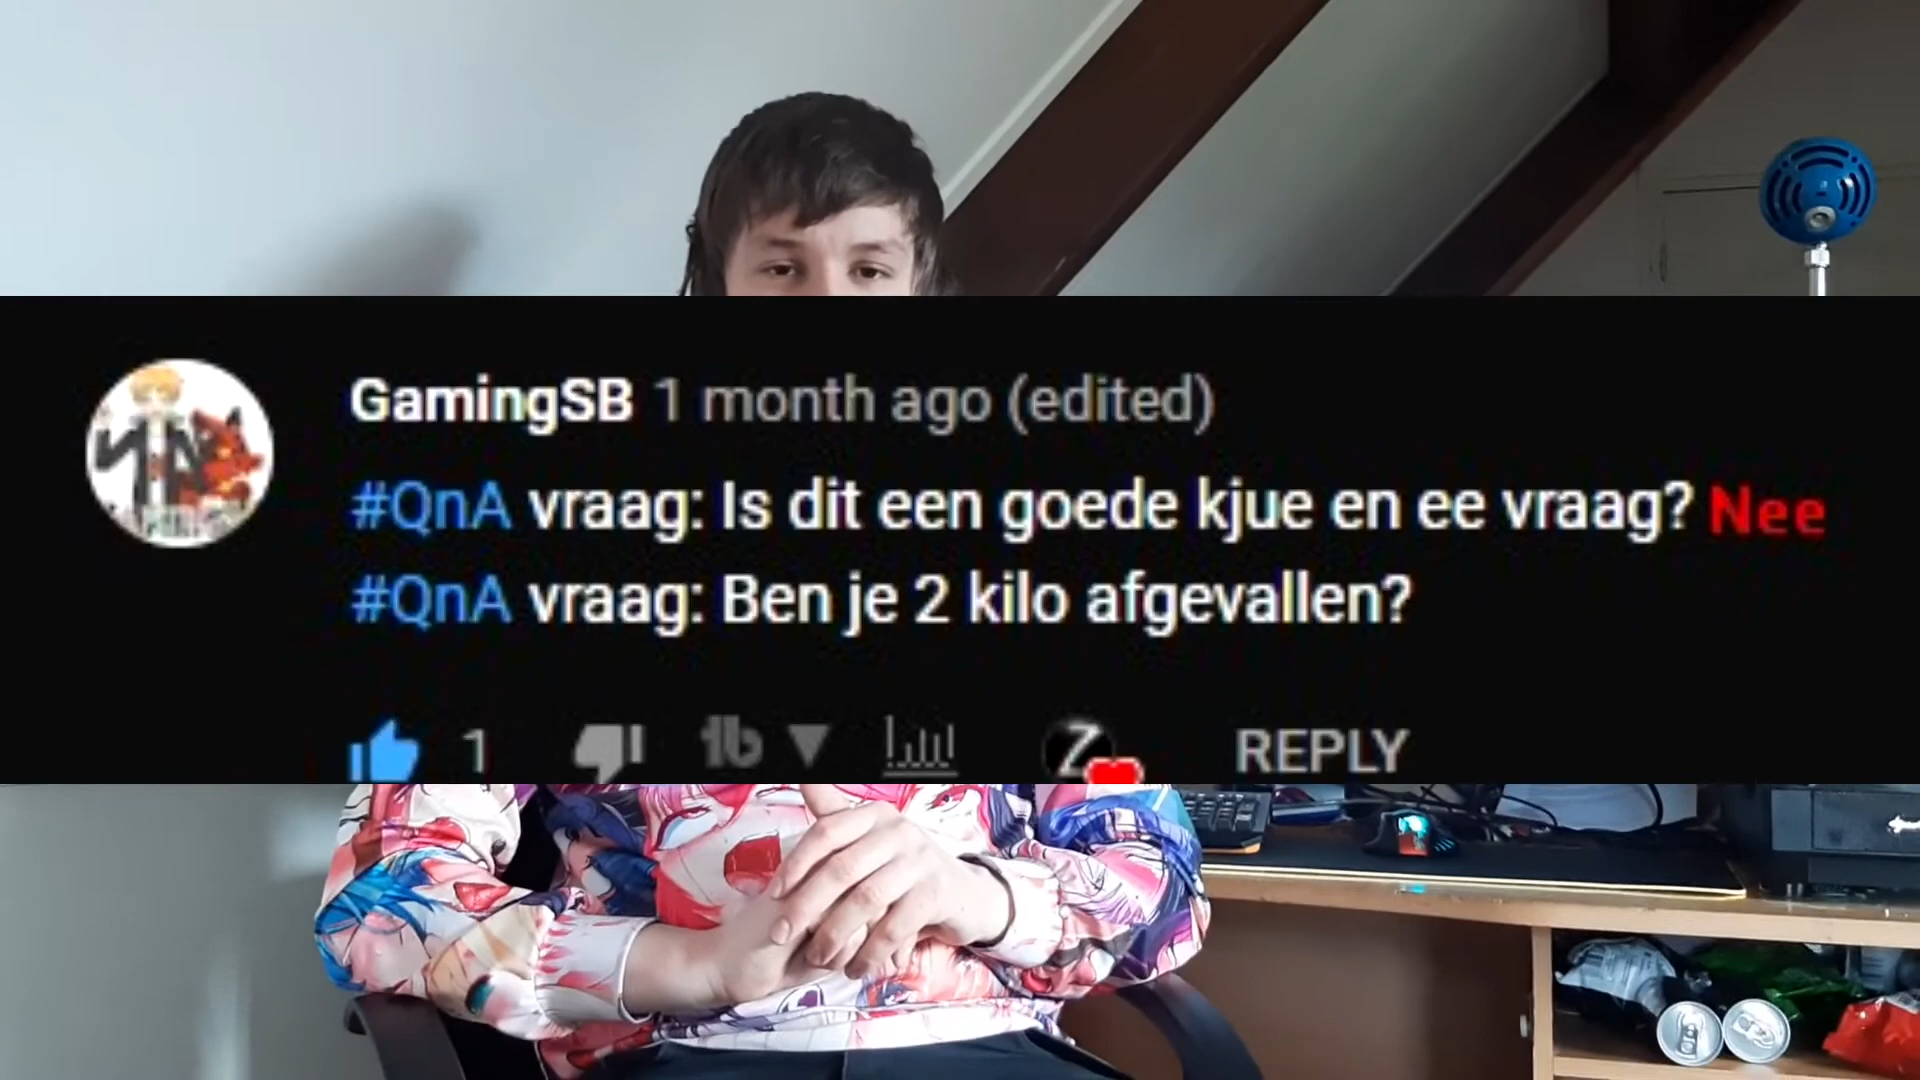 GamingSB 1 month ago (edited)
#QnA vraag: Is dit een goede kjue en ee vraag? Nee
#QnA vraag: Ben je 2 kilo afgevallen?
1 Z REPLY